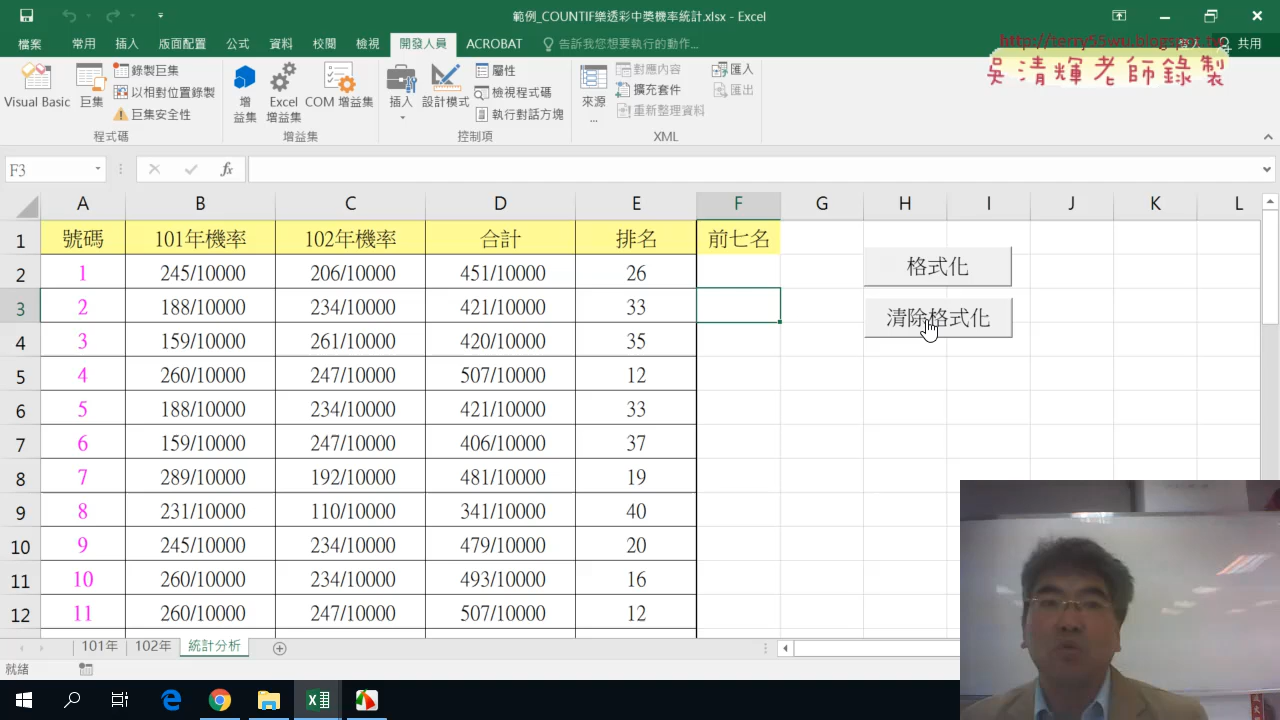 範例_COUNTIF樂透彩中獎機率統計.xlsx - Excel
檔案 常用 插入 版面配置 公式 資料 校閱 檢視 開發人員 ACROBAT 告訴我您想要執行的動作... 共用
http://terry55wu.blogspot.tw
吳清輝老師錄製
Visual Basic 巨集 錄製巨集 以相對位置錄製 巨集安全性 程式碼
增益集 Excel 增益集 COM 增益集 增益集
插入 設計模式 屬性 檢視程式碼 執行對話方塊 控制項
來源... 對應內容 擴充套件 重新整理資料 匯入 匯出 XML
F3 fx
A B C D E F G H I J K L
1 號碼 101年機率 102年機率 合計 排名 前七名
2 1 245/10000 206/10000 451/10000 26
格式化
3 2 188/10000 234/10000 421/10000 33
清除格式化
4 3 159/10000 261/10000 420/10000 35
5 4 260/10000 247/10000 507/10000 12
6 5 188/10000 234/10000 421/10000 33
7 6 159/10000 247/10000 406/10000 37
8 7 289/10000 192/10000 481/10000 19
9 8 231/10000 110/10000 341/10000 40
10 9 245/10000 234/10000 479/10000 20
11 10 260/10000 234/10000 493/10000 16
12 11 260/10000 247/10000 507/10000 12
101年 102年 統計分析
就緒